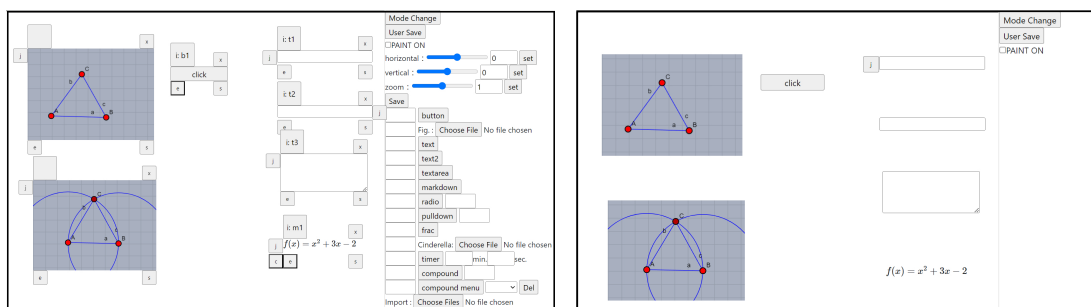 Mode Change
User Save
PAINT ON
horizontal : 0 set
vertical : 0 set
zoom : 1 set
Save
button
Fig. : Choose File No file chosen
text
text2
textarea
markdown
radio
pulldown
frac
Cinderella: Choose File No file chosen
timer min. sec.
compound
compound menu Del
Import : Choose Files No file chosen
x
j
C
b
c
A
a
B
e
s
x
j
C
b
c
A
a
B
e
s
i: b1
x
click
e
s
i: t1
x
j
e
s
i: t2
x
j
e
s
i: t3
x
j
e
s
i: m1
x
j
f(x) = x² + 3x − 2
c
e
s
Mode Change
User Save
PAINT ON
C
b
c
A
a
B
click
j
C
b
c
A
a
B
f(x) = x² + 3x − 2